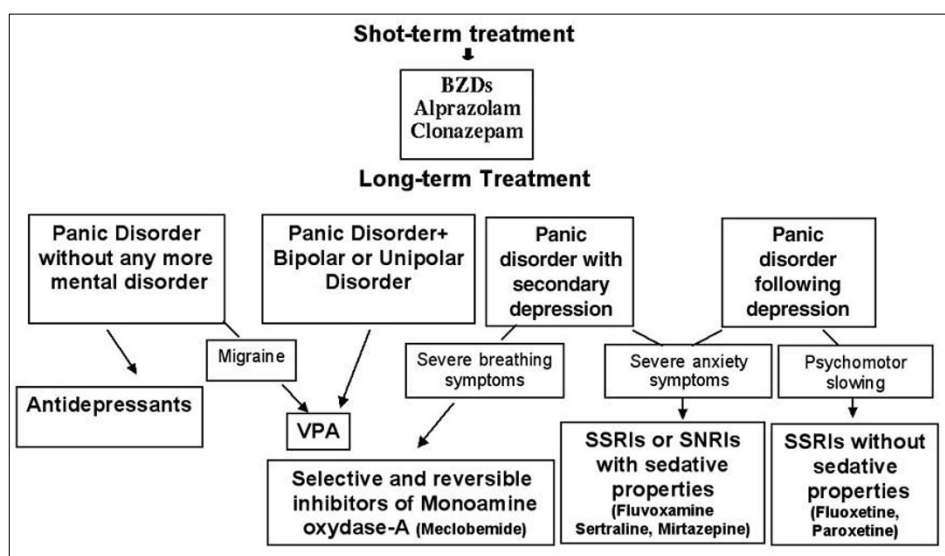 Shot-term treatment
BZDs
Alprazolam
Clonazepam
Long-term Treatment
Panic Disorder
without any more
mental disorder
Panic Disorder+
Bipolar or Unipolar
Disorder
Panic
disorder with
secondary
depression
Panic
disorder
following
depression
Migraine
Severe breathing
symptoms
Severe anxiety
symptoms
Psychomotor
slowing
Antidepressants
VPA
Selective and reversible
inhibitors of Monoamine
oxydase-A (Meclobemide)
SSRIs or SNRIs
with sedative
properties
(Fluvoxamine
Sertraline, Mirtazepine)
SSRIs without
sedative
properties
(Fluoxetine,
Paroxetine)